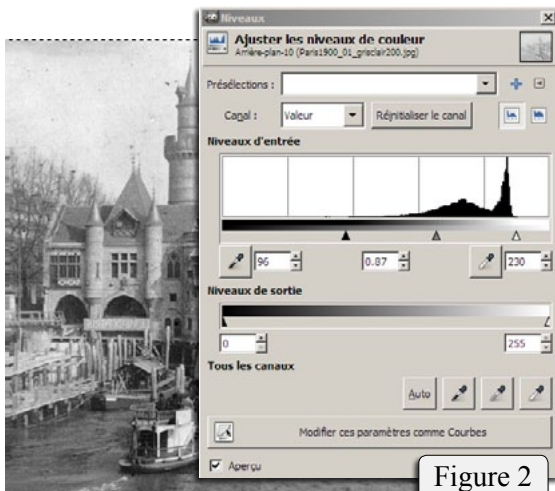 Niveaux
Ajuster les niveaux de couleur
Arrière-plan-10 (Paris1900_01_grisclair200.jpg)
Présélections :
Canal : Valeur Réinitialiser le canal
Niveaux d'entrée
96 0.87 230
Niveaux de sortie
0 255
Tous les canaux
Auto
Modifier ces paramètres comme Courbes
Aperçu
Figure 2